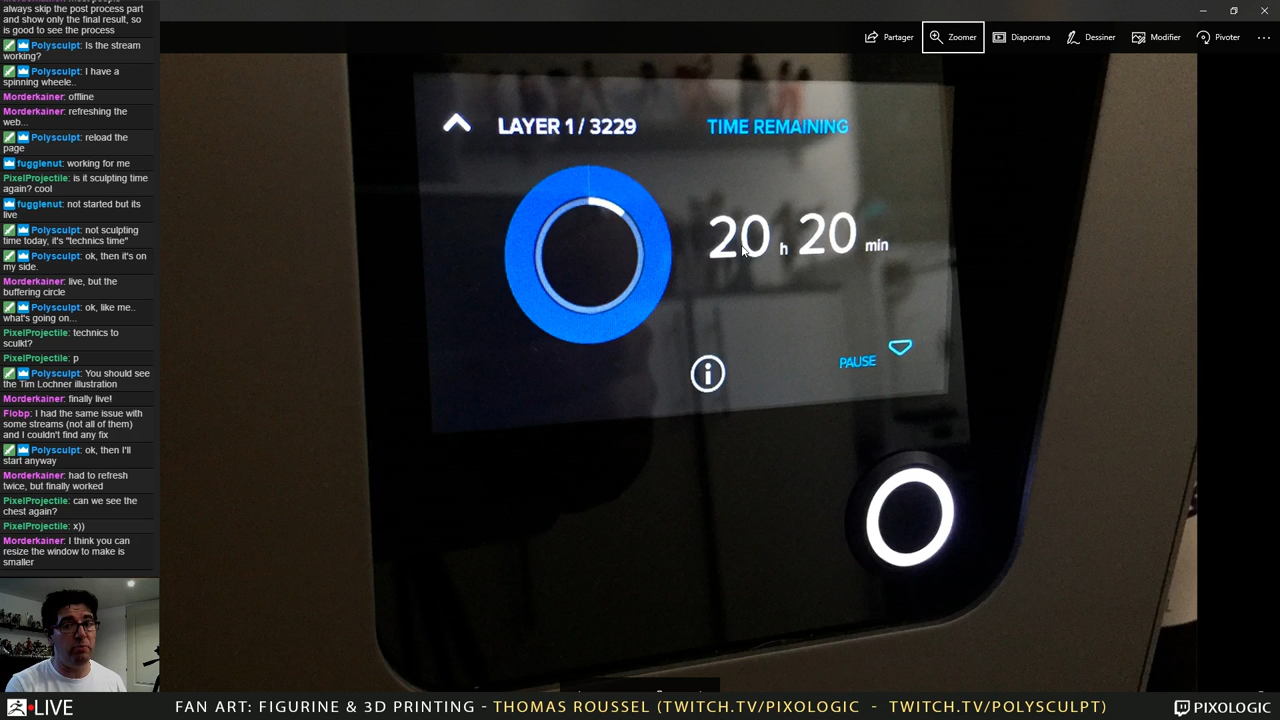 always skip the post process part
and show only the final result, so
is good to see the process
Polysculpt: Is the stream
working?
Polysculpt: I have a
spinning wheele..
Morderkainer: offline
Morderkainer: refreshing the
web...
Polysculpt: reload the
page
fugglenut: working for me
PixelProjectile: is it sculpting time
again? cool
fugglenut: not started but its
live
Polysculpt: not sculpting
time today, it's "technics time"
Polysculpt: ok, then it's on
my side.
Morderkainer: live, but the
buffering circle
Polysculpt: ok, like me..
what's going on...
PixelProjectile: technics to
sculkt?
PixelProjectile: p
Polysculpt: You should see
the Tim Lochner illustration
Morderkainer: finally live!
Flobp: I had the same issue with
some streams (not all of them)
and I couldn't find any fix
Polysculpt: ok, then I'll
start anyway
Morderkainer: had to refresh
twice, but finally worked
PixelProjectile: can we see the
chest again?
PixelProjectile: x))
Morderkainer: I think you can
resize the window to make is
smaller
Partager Zoomer Diaporama Dessiner Modifier Pivoter
LAYER 1 / 3229 TIME REMAINING
20 h 20 min
PAUSE
LIVE FAN ART: FIGURINE & 3D PRINTING - THOMAS ROUSSEL (TWITCH.TV/PIXOLOGIC - TWITCH.TV/POLYSCULPT) PIXOLOGIC